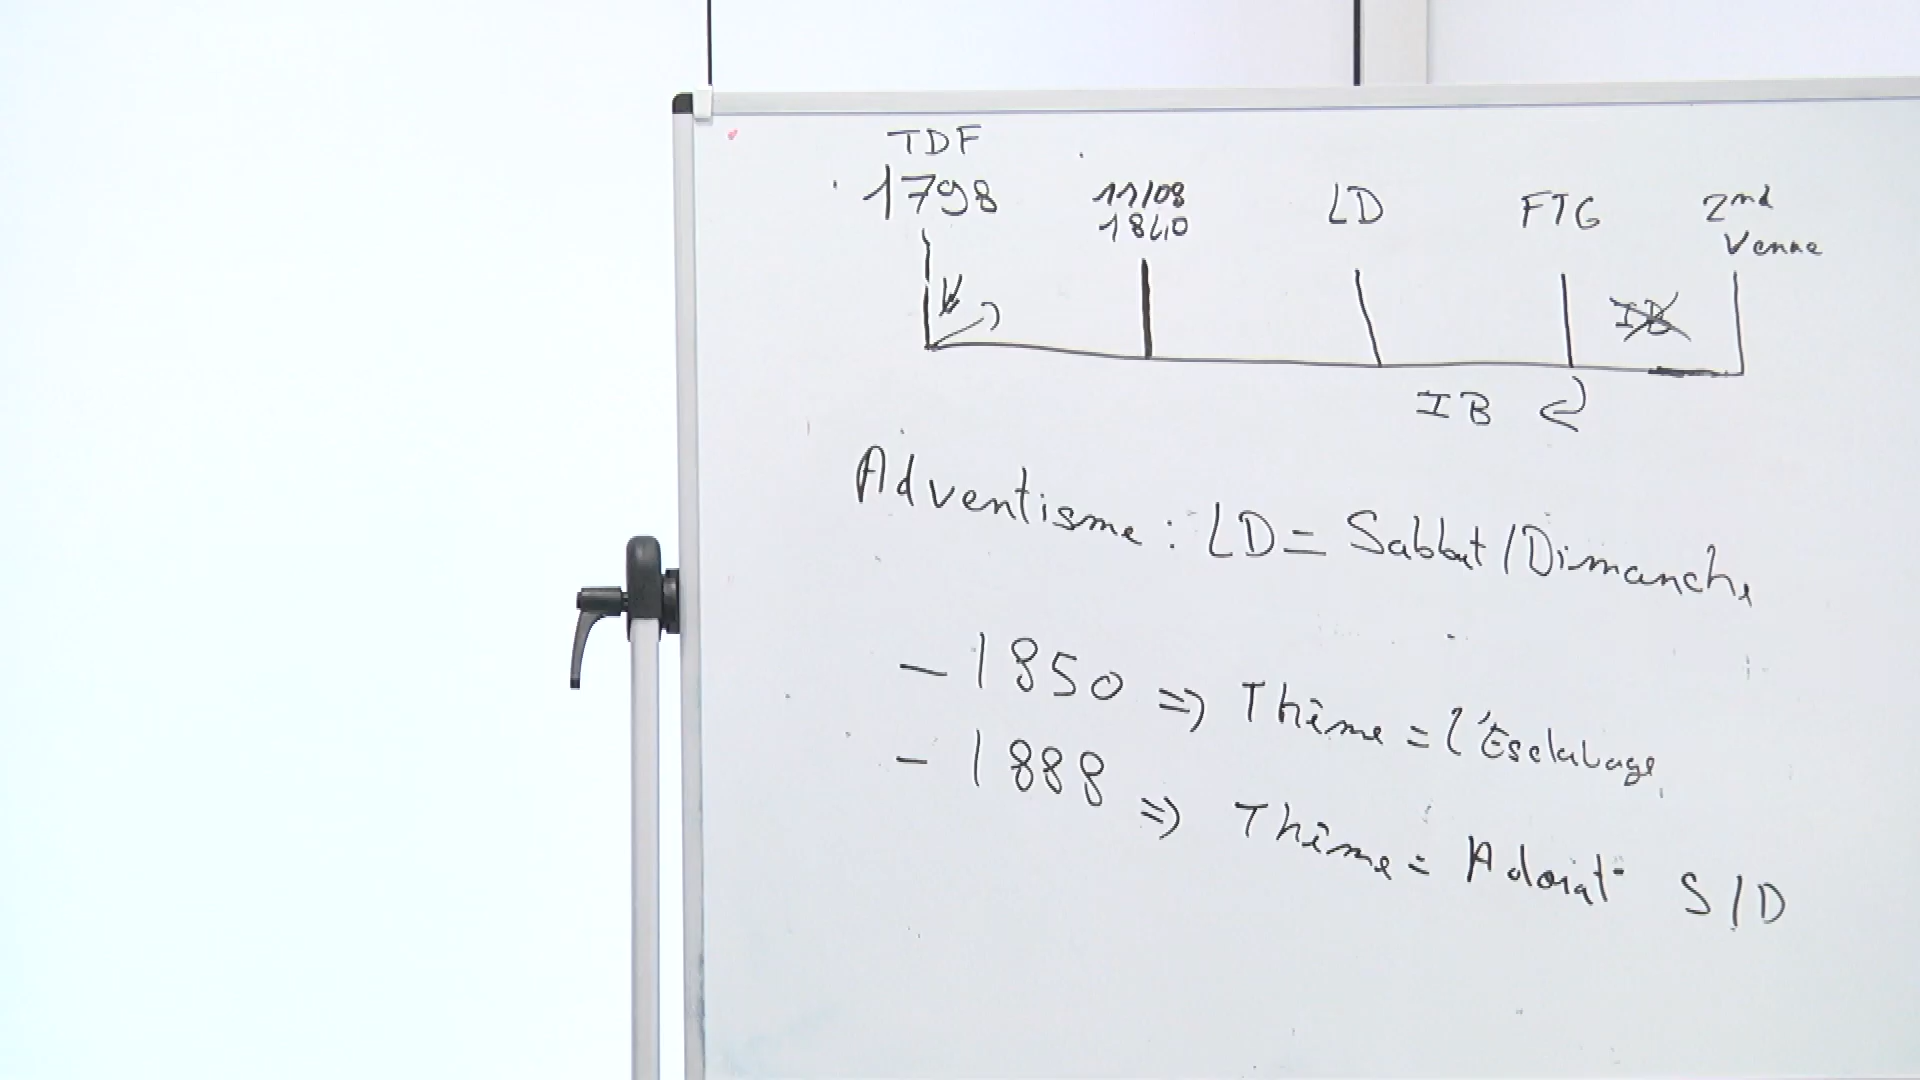 TDF
1798
11/08
1840
LD
FTG
2nd
Venue
IB
IB
Adventisme : LD = Sabbat/Dimanche
- 1850 => Thème = l'Esclavage
- 1888 => Thème = Adorat° S/D